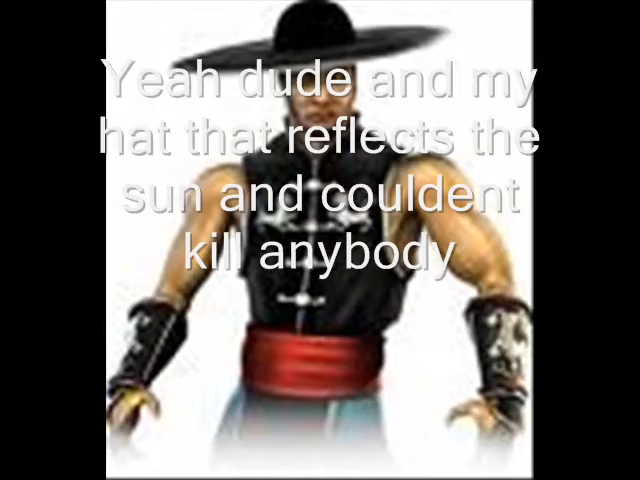 Yeah dude and my
hat that reflects the
sun and couldent
kill anybody